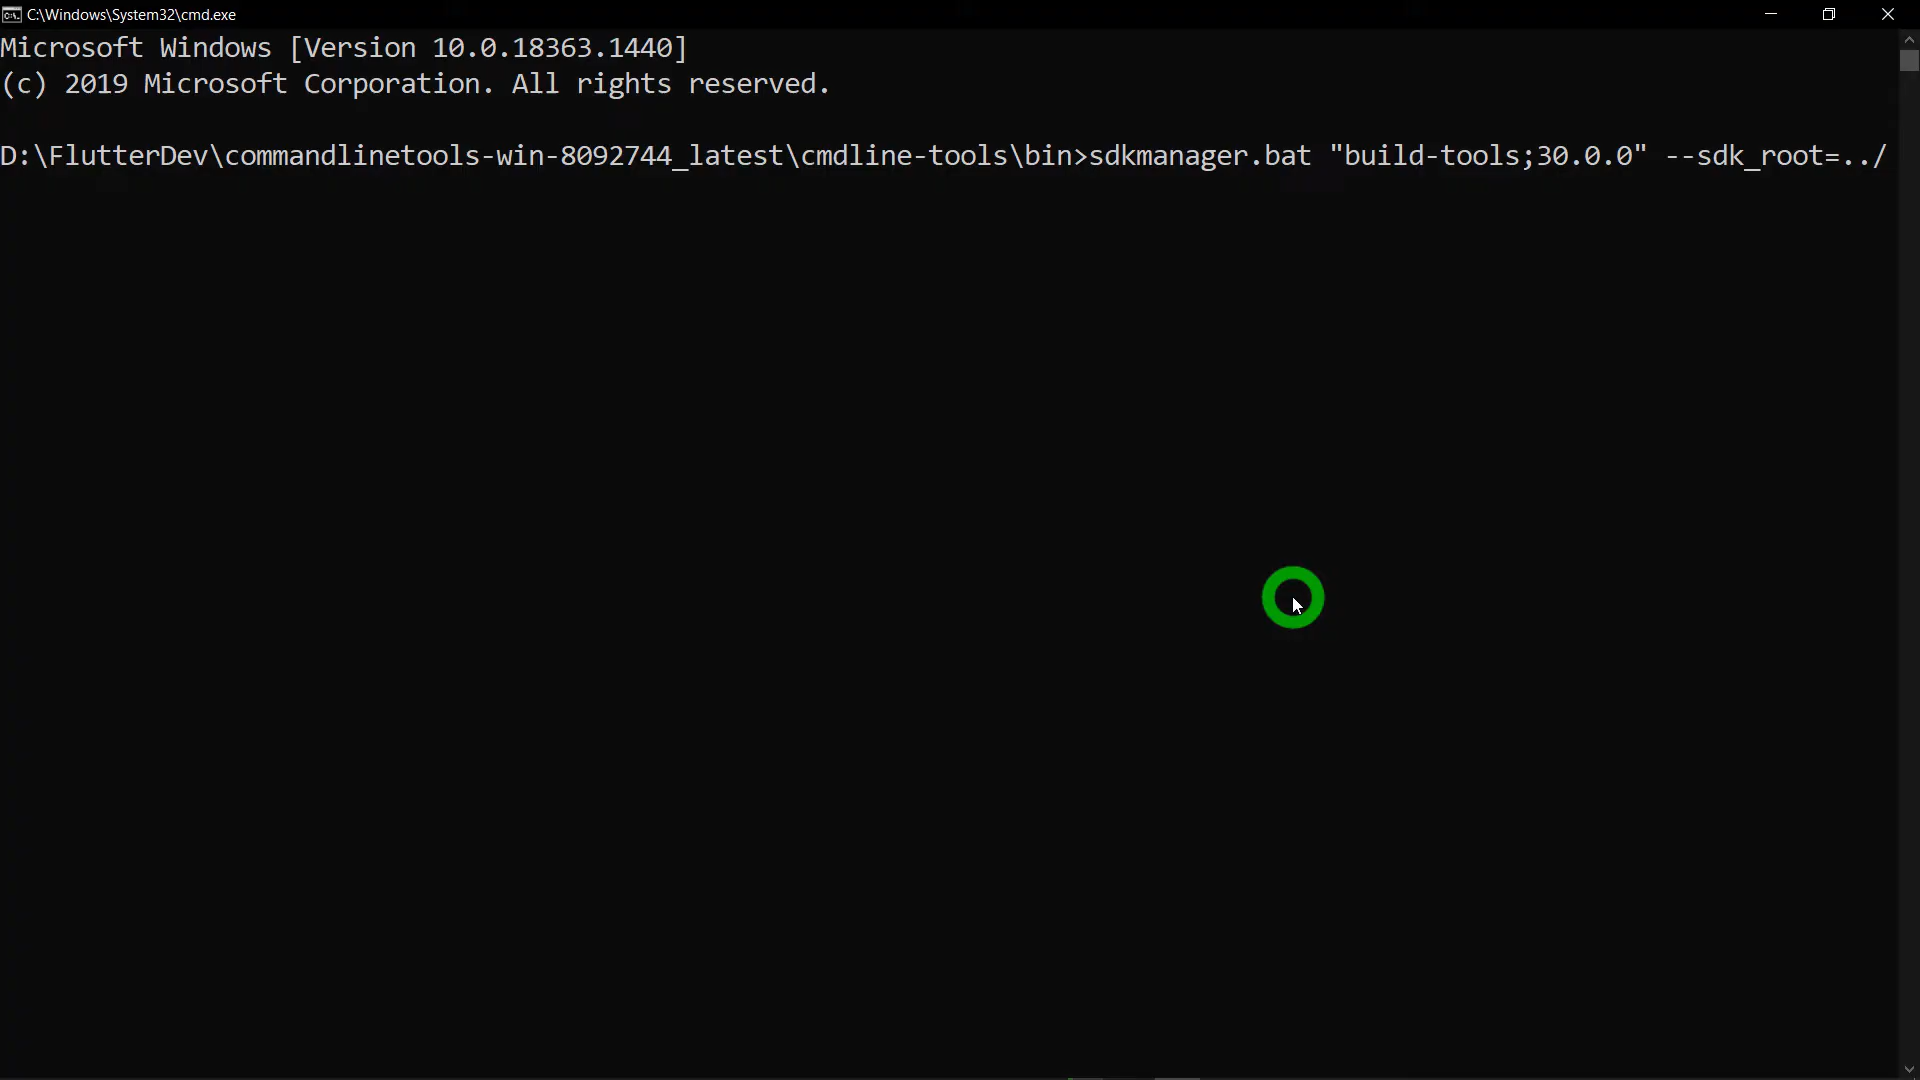 C:\Windows\System32\cmd.exe
Microsoft Windows [Version 10.0.18363.1440]
(c) 2019 Microsoft Corporation. All rights reserved.
D:\FlutterDev\commandlinetools-win-8092744_latest\cmdline-tools\bin>sdkmanager.bat "build-tools;30.0.0" --sdk_root=../